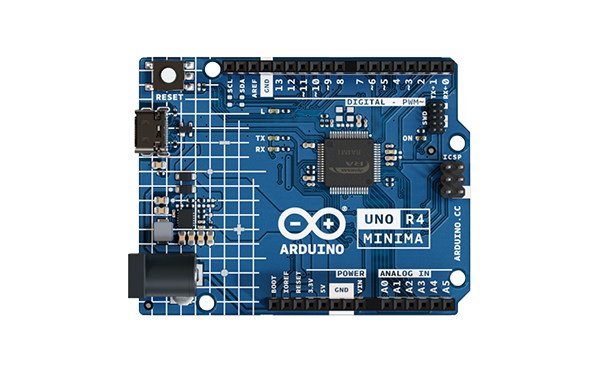 RESET
SCL
SDA
AREF
GND
13
12
~11
~10
~9
8
7
~6
~5
4
~3
2
TX→1
RX←0
DIGITAL - PWM~
L
TX
RX
ON
SWD
ICSP
RA
®
ARDUINO
UNO R4
MINIMA
ARDUINO.CC
POWER
ANALOG IN
BOOT
IOREF
RESET
3.3V
5V
GND
VIN
A0
A1
A2
A3
A4
A5